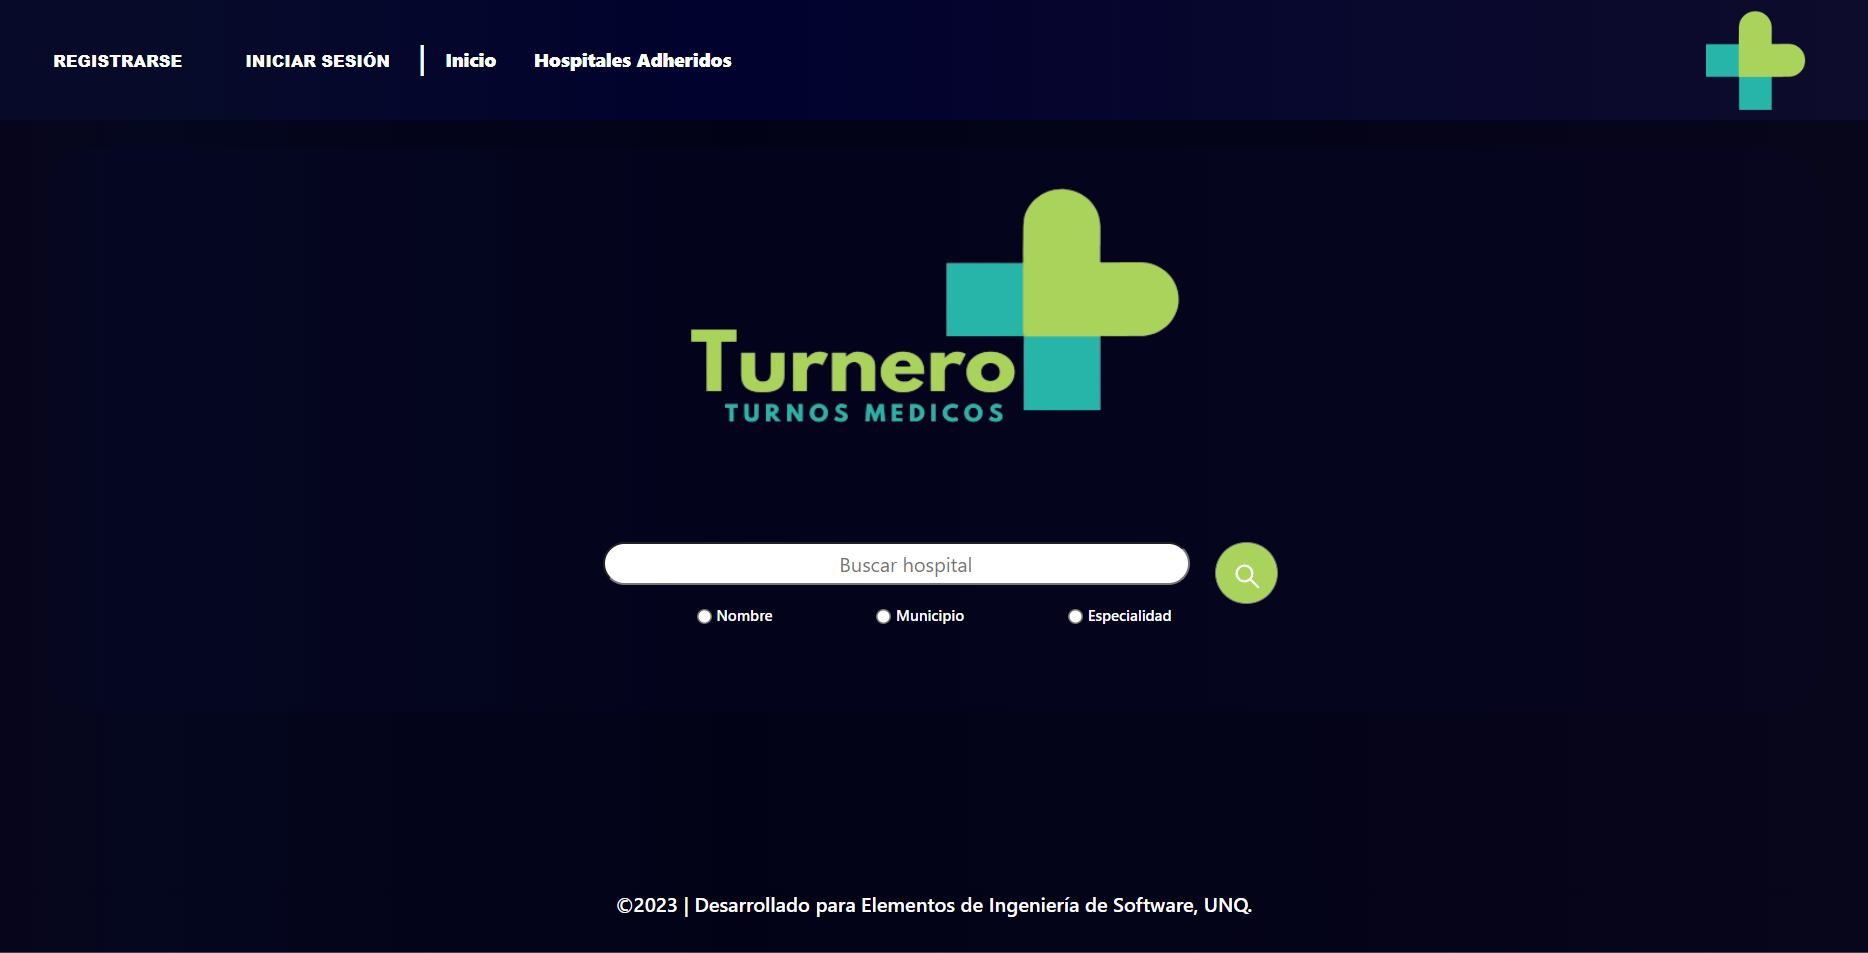 REGISTRARSE INICIAR SESIÓN | Inicio Hospitales Adheridos
Turnero
TURNOS MEDICOS
Buscar hospital
Nombre Municipio Especialidad
©2023 | Desarrollado para Elementos de Ingeniería de Software, UNQ.